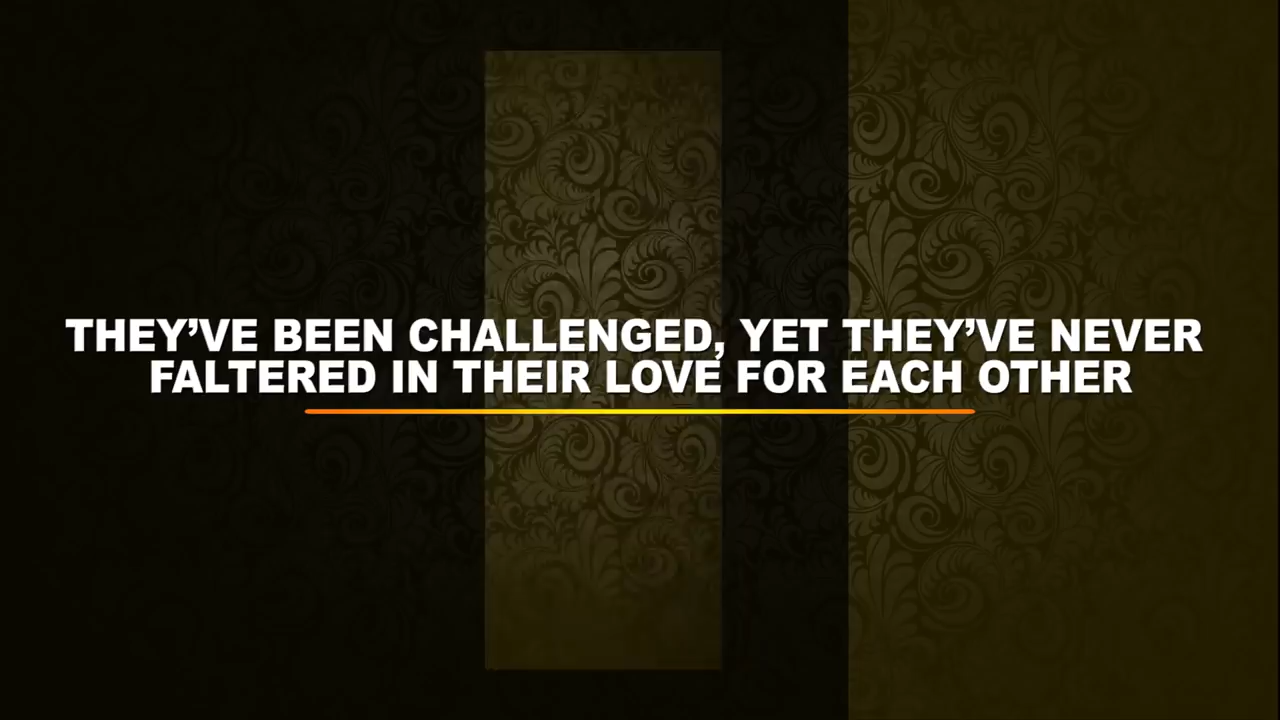 THEY’VE BEEN CHALLENGED, YET THEY’VE NEVER
FALTERED IN THEIR LOVE FOR EACH OTHER